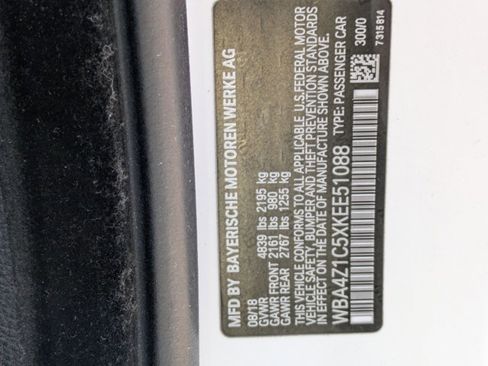 MFD BY BAYERISCHE MOTOREN WERKE AG
08/18
GVWR 4839 lbs 2195 kg
GAWR FRONT 2161 lbs 980 kg
GAWR REAR 2767 lbs 1255 kg
THIS VEHICLE CONFORMS TO ALL APPLICABLE U.S.FEDERAL MOTOR
VEHICLE SAFETY, BUMPER AND THEFT PREVENTION STANDARDS
IN EFFECT ON THE DATE OF MANUFACTURE SHOWN ABOVE.
WBA4Z1C5XKEE51088 TYPE: PASSENGER CAR
300/0
7315814